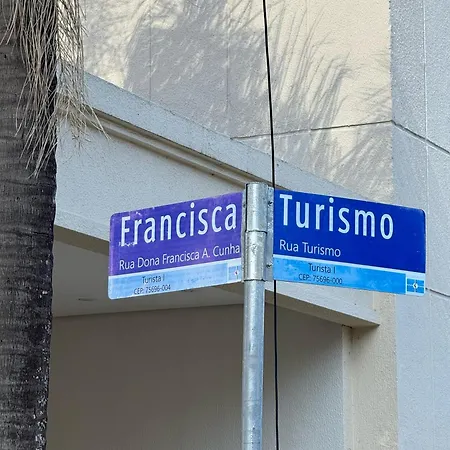 Francisca
Rua Dona Francisca A. Cunha
Turista I
CEP: 75696-004
Turismo
Rua Turismo
Turista I
CEP: 75696-000